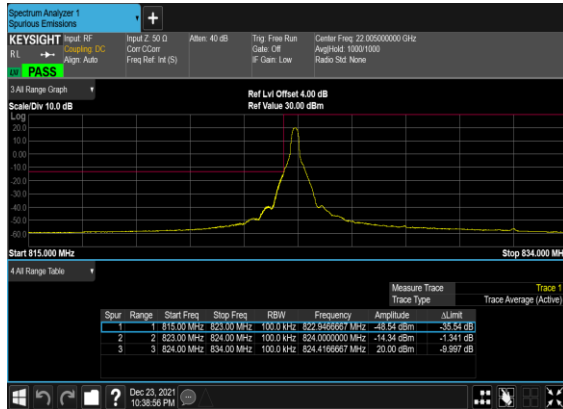 Spectrum Analyzer 1
Spurious Emissions
+
KEYSIGHT Input: RF Input Z: 50 Ω Atten: 40 dB Trig: Free Run Center Freq: 22.005000000 GHz
RL Coupling: DC Corr CCorr Gate: Off Avg|Hold: 1000/1000
Align: Auto Freq Ref: Int (S) IF Gain: Low Radio Std: None
PASS
3 All Range Graph
Ref Lvl Offset 4.00 dB
Scale/Div 10.0 dB Ref Value 30.00 dBm
Log
20.0
10.0
0.00
-10.0
-20.0
-30.0
-40.0
-50.0
-60.0
Start 815.000 MHz Stop 834.000 MH
4 All Range Table
Measure Trace Trace 1
Trace Type Trace Average (Active)
Spur Range Start Freq Stop Freq RBW Frequency Amplitude ΔLimit
1 1 815.00 MHz 823.00 MHz 100.0 kHz 822.9466667 MHz -48.54 dBm -35.54 dB
2 2 823.00 MHz 824.00 MHz 100.0 kHz 824.0000000 MHz -14.34 dBm -1.341 dB
3 3 824.00 MHz 834.00 MHz 100.0 kHz 824.4166667 MHz 20.00 dBm -9.997 dB
? Dec 23, 2021
10:38:56 PM